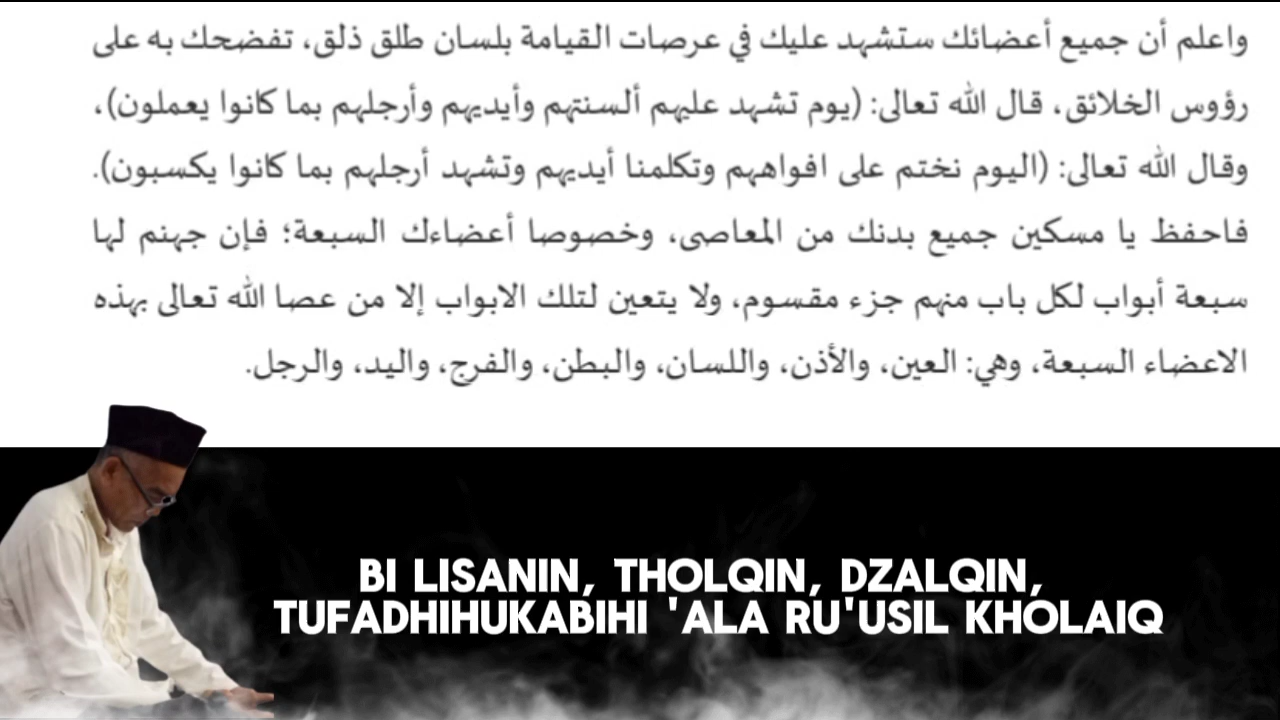 واعلم أن جميع أعضائك ستشهد عليك في عرصات القيامة بلسان طلق ذلق، تفضحك به على
رؤوس الخلائق، قال الله تعالى: (يوم تشهد عليهم ألسنتهم وأيديهم وأرجلهم بما كانوا يعملون)،
وقال الله تعالى: (اليوم نختم على افواههم وتكلمنا أيديهم وتشهد أرجلهم بما كانوا يكسبون).
فاحفظ يا مسكين جميع بدنك من المعاصى، وخصوصا أعضاءك السبعة؛ فإن جهنم لها
سبعة أبواب لكل باب منهم جزء مقسوم، ولا يتعين لتلك الابواب إلا من عصا الله تعالى بهذه
الاعضاء السبعة، وهي: العين، والأذن، واللسان، والبطن، والفرج، واليد، والرجل.
BI LISANIN, THOLQIN, DZALQIN,
TUFADHIHUKABIHI 'ALA RU'USIL KHOLAIQ